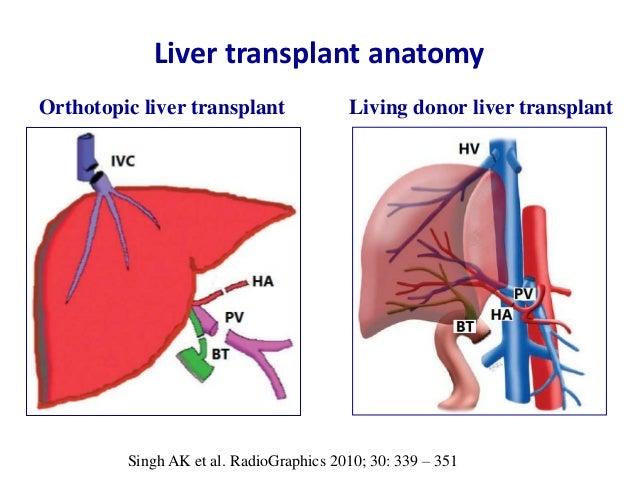 Liver transplant anatomy
Orthotopic liver transplant
Living donor liver transplant
IVC
HA
PV
BT
HV
PV
HA
BT
Singh AK et al. RadioGraphics 2010; 30: 339 – 351